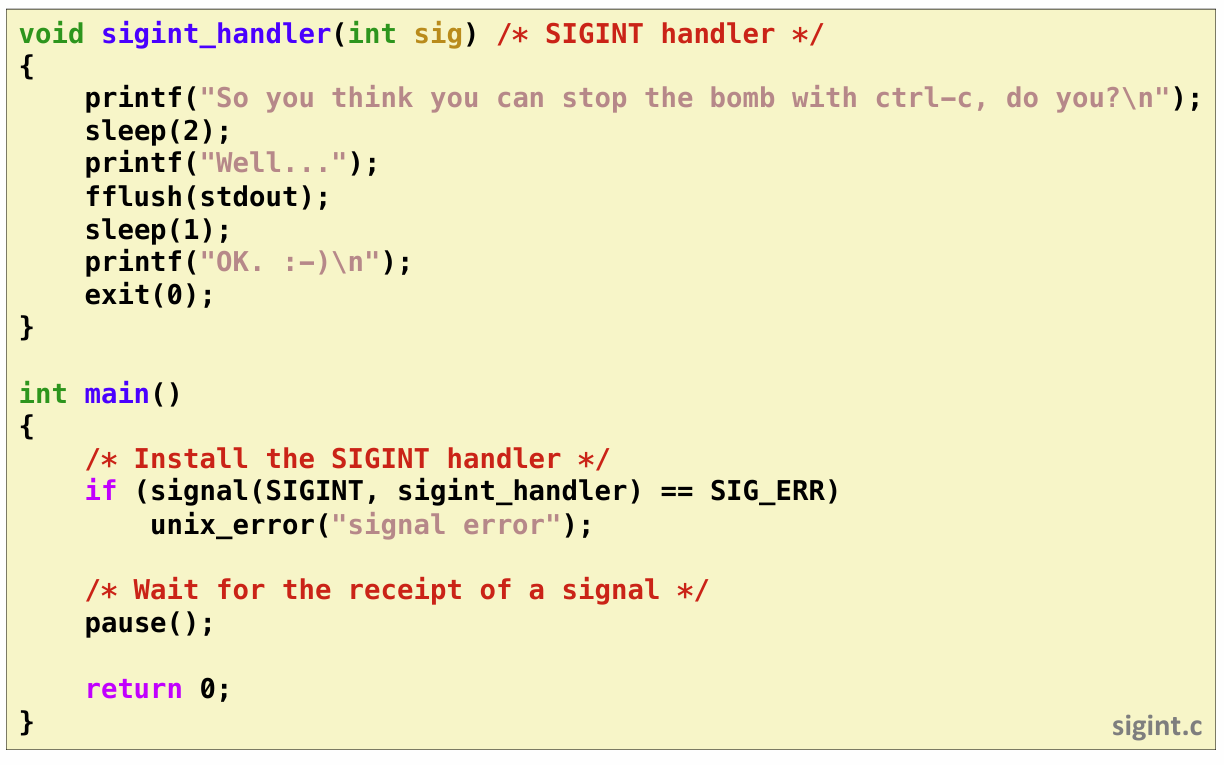 void sigint_handler(int sig) /* SIGINT handler */
{
    printf("So you think you can stop the bomb with ctrl-c, do you?\n");
    sleep(2);
    printf("Well...");
    fflush(stdout);
    sleep(1);
    printf("OK. :-)\n");
    exit(0);
}

int main()
{
    /* Install the SIGINT handler */
    if (signal(SIGINT, sigint_handler) == SIG_ERR)
        unix_error("signal error");

    /* Wait for the receipt of a signal */
    pause();

    return 0;
}
sigint.c